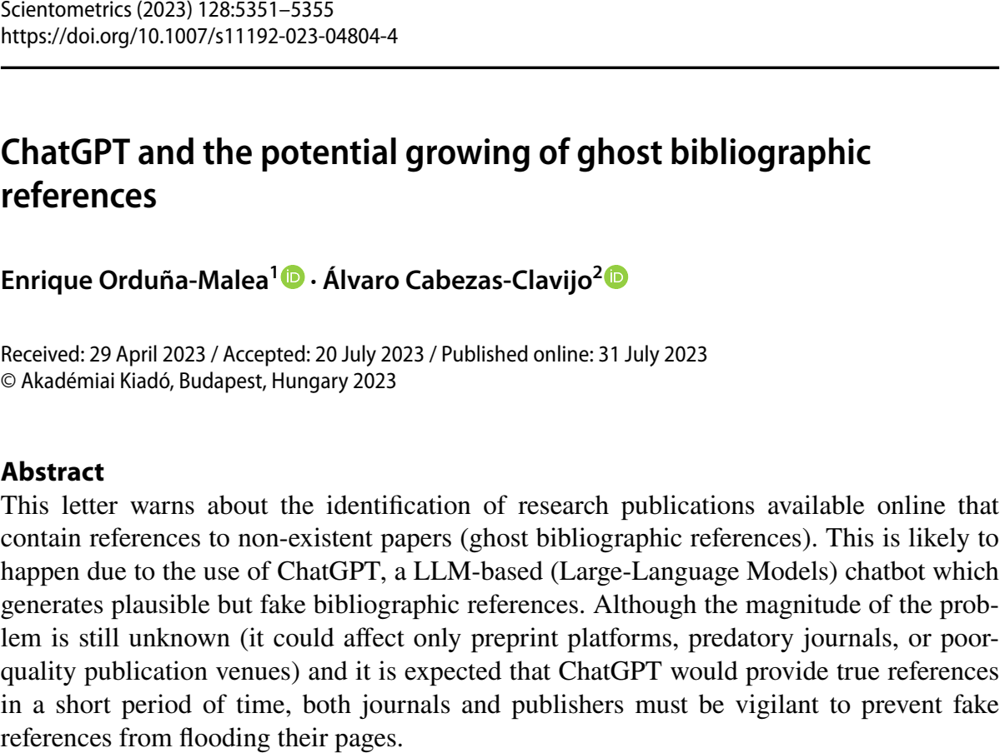 Scientometrics (2023) 128:5351–5355
https://doi.org/10.1007/s11192-023-04804-4
ChatGPT and the potential growing of ghost bibliographic
references
Enrique Orduña-Malea1 iD · Álvaro Cabezas-Clavijo2 iD
Received: 29 April 2023 / Accepted: 20 July 2023 / Published online: 31 July 2023
© Akadémiai Kiadó, Budapest, Hungary 2023
Abstract
This letter warns about the identification of research publications available online that
contain references to non-existent papers (ghost bibliographic references). This is likely to
happen due to the use of ChatGPT, a LLM-based (Large-Language Models) chatbot which
generates plausible but fake bibliographic references. Although the magnitude of the prob-
lem is still unknown (it could affect only preprint platforms, predatory journals, or poor-
quality publication venues) and it is expected that ChatGPT would provide true references
in a short period of time, both journals and publishers must be vigilant to prevent fake
references from flooding their pages.